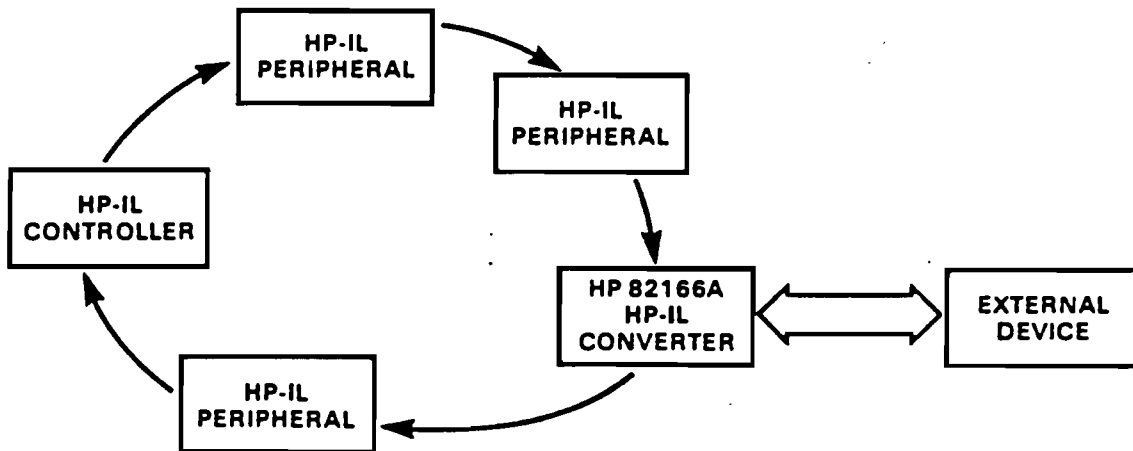 HP-IL
PERIPHERAL
HP-IL
PERIPHERAL
HP-IL
CONTROLLER
HP 82166A
HP-IL
CONVERTER
EXTERNAL
DEVICE
HP-IL
PERIPHERAL